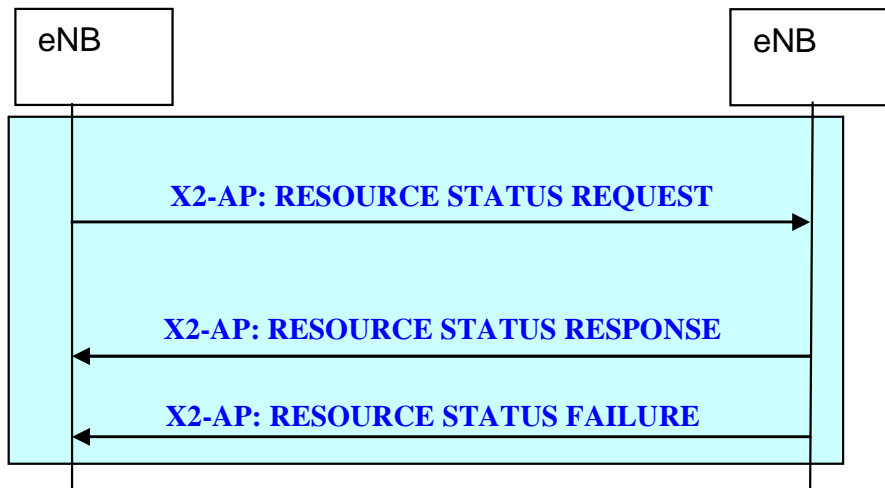 eNB
eNB
X2-AP: RESOURCE STATUS REQUEST
X2-AP: RESOURCE STATUS RESPONSE
X2-AP: RESOURCE STATUS FAILURE